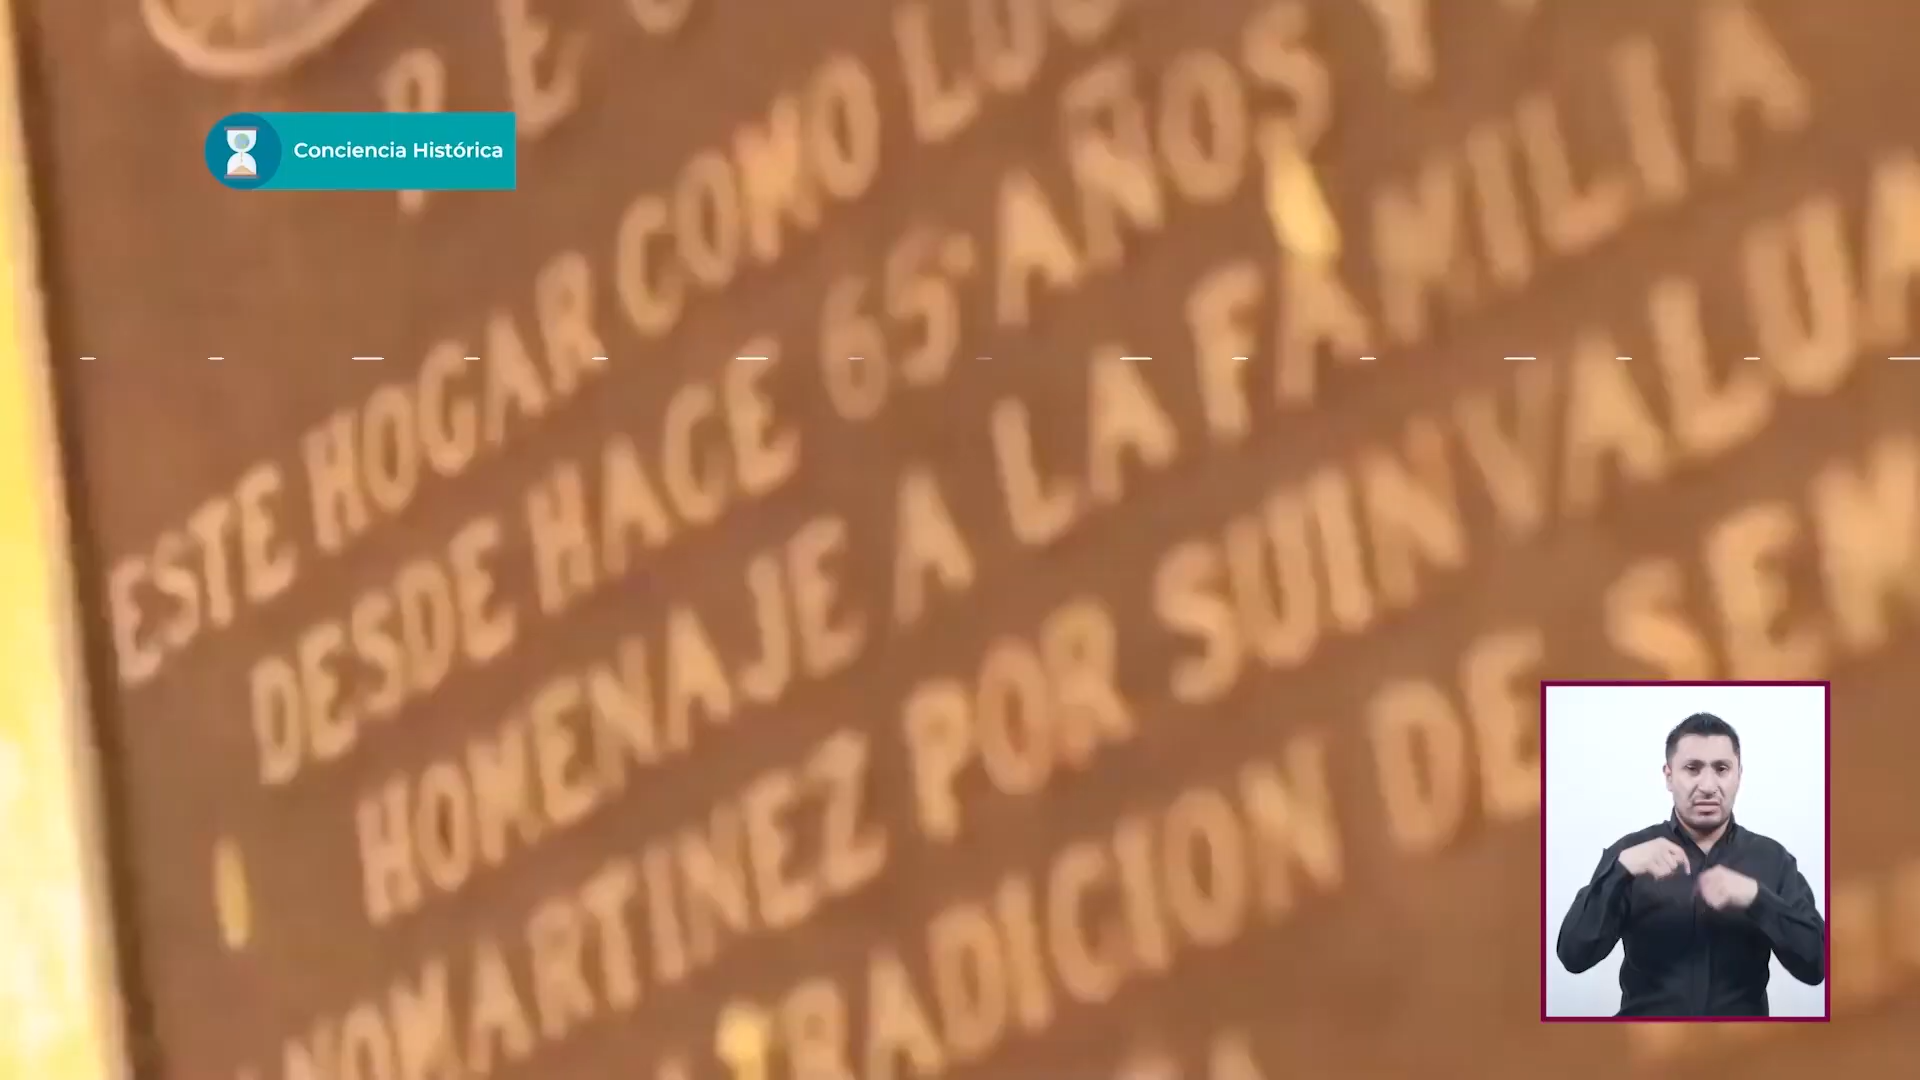 Conciencia Histórica
ESTE HOGAR COMO
DESDE HACE 65 AÑOS Y
HOMENAJE A LA FAMILIA
MARTINEZ POR SU INVALUA
TRADICION DE SEM